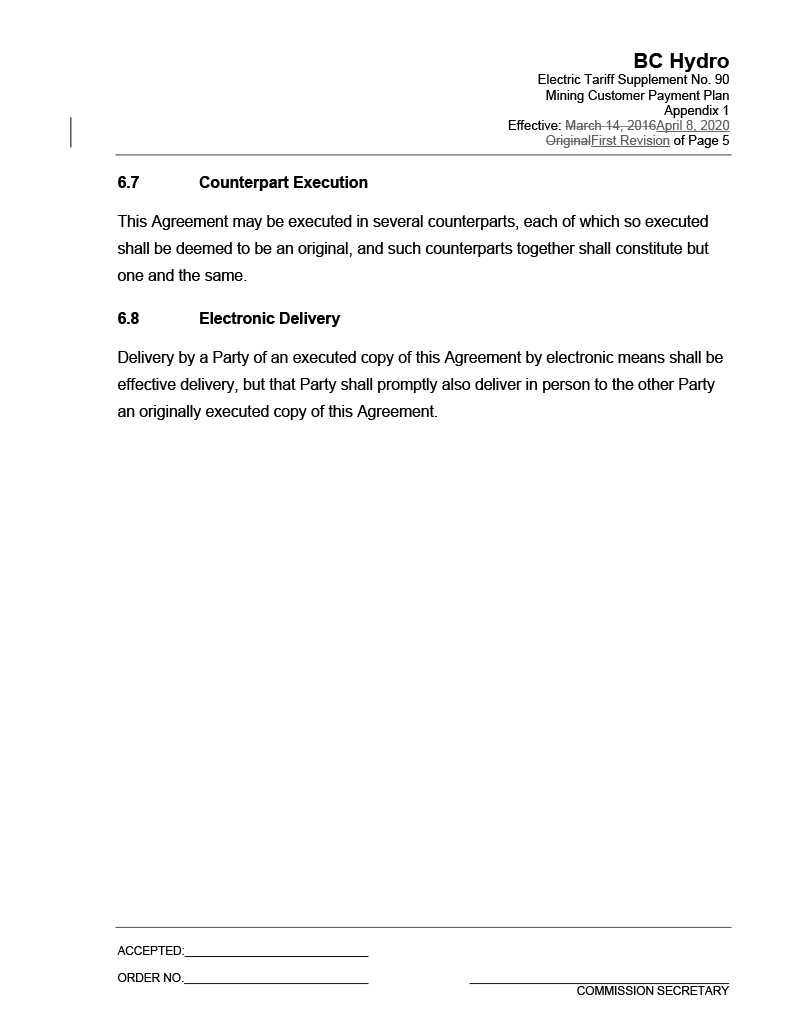 BC Hydro
Electric Tariff Supplement No. 90
Mining Customer Payment Plan
Appendix 1
Effective: March 14, 2016April 8, 2020
OriginalFirst Revision of Page 5
6.7 Counterpart Execution
This Agreement may be executed in several counterparts, each of which so executed
shall be deemed to be an original, and such counterparts together shall constitute but
one and the same.
6.8 Electronic Delivery
Delivery by a Party of an executed copy of this Agreement by electronic means shall be
effective delivery, but that Party shall promptly also deliver in person to the other Party
an originally executed copy of this Agreement.
ACCEPTED:
ORDER NO.
COMMISSION SECRETARY